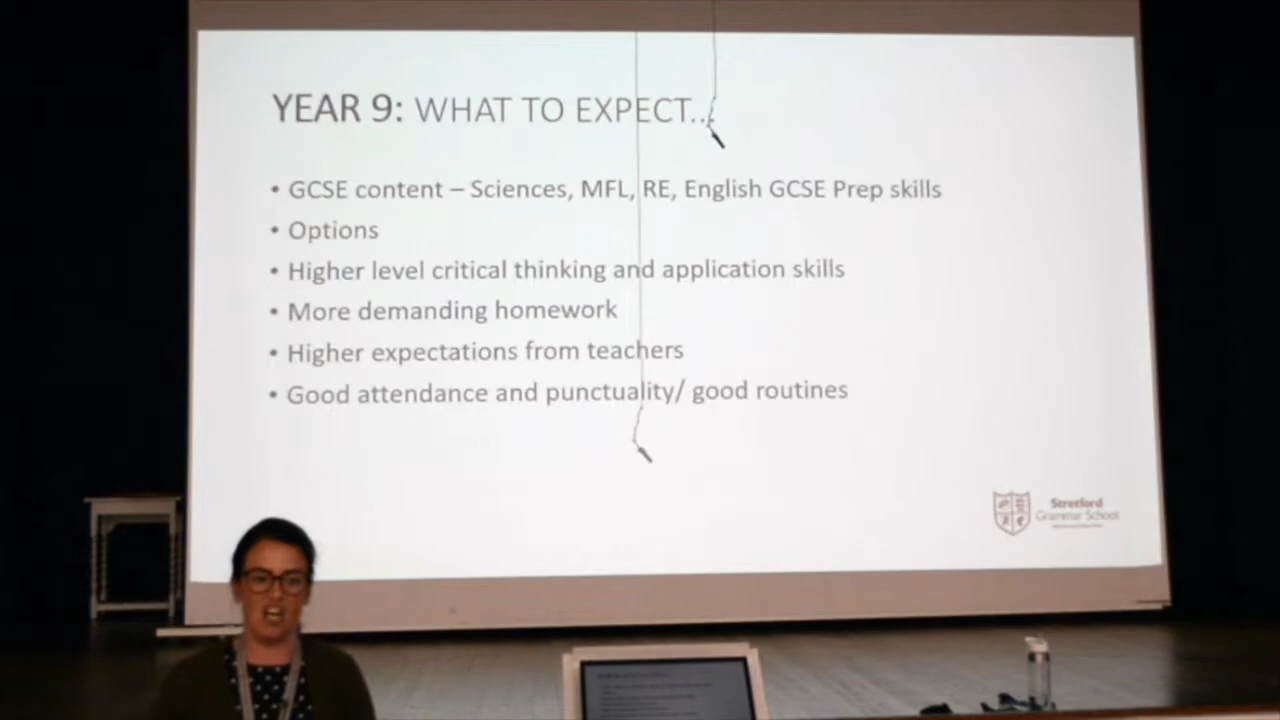 YEAR 9: WHAT TO EXPECT...
• GCSE content – Sciences, MFL, RE, English GCSE Prep skills
• Options
• Higher level critical thinking and application skills
• More demanding homework
• Higher expectations from teachers
• Good attendance and punctuality/ good routines
Stretford
Grammar School